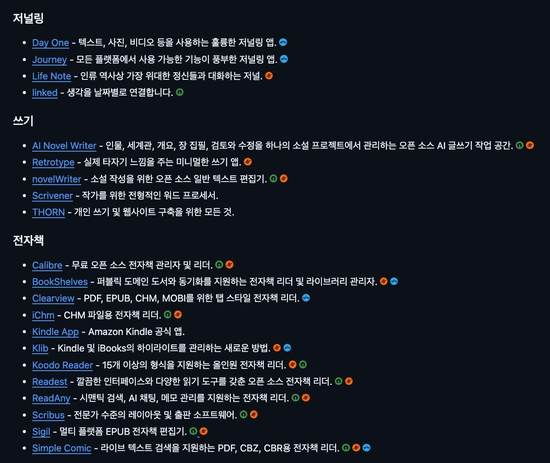 저널링
Day One - 텍스트, 사진, 비디오 등을 사용하는 훌륭한 저널링 앱.
Journey - 모든 플랫폼에서 사용 가능한 기능이 풍부한 저널링 앱.
Life Note - 인류 역사상 가장 위대한 정신들과 대화하는 저널.
linked - 생각을 날짜별로 연결합니다.
쓰기
AI Novel Writer - 인물, 세계관, 개요, 장 집필, 검토와 수정을 하나의 소설 프로젝트에서 관리하는 오픈 소스 AI 글쓰기 작업 공간.
Retrotype - 실제 타자기 느낌을 주는 미니멀한 쓰기 앱.
novelWriter - 소설 작성을 위한 오픈 소스 일반 텍스트 편집기.
Scrivener - 작가를 위한 전형적인 워드 프로세서.
THORN - 개인 쓰기 및 웹사이트 구축을 위한 모든 것.
전자책
Calibre - 무료 오픈 소스 전자책 관리자 및 리더.
BookShelves - 퍼블릭 도메인 도서와 동기화를 지원하는 전자책 리더 및 라이브러리 관리자.
Clearview - PDF, EPUB, CHM, MOBI를 위한 탭 스타일 전자책 리더.
iChm - CHM 파일용 전자책 리더.
Kindle App - Amazon Kindle 공식 앱.
Klib - Kindle 및 iBooks의 하이라이트를 관리하는 새로운 방법.
Koodo Reader - 15개 이상의 형식을 지원하는 올인원 전자책 리더.
Readest - 깔끔한 인터페이스와 다양한 읽기 도구를 갖춘 오픈 소스 전자책 리더.
ReadAny - 시맨틱 검색, AI 채팅, 메모 관리를 지원하는 전자책 리더.
Scribus - 전문가 수준의 레이아웃 및 출판 소프트웨어.
Sigil - 멀티 플랫폼 EPUB 전자책 편집기.
Simple Comic - 라이브 텍스트 검색을 지원하는 PDF, CBZ, CBR용 전자책 리더.